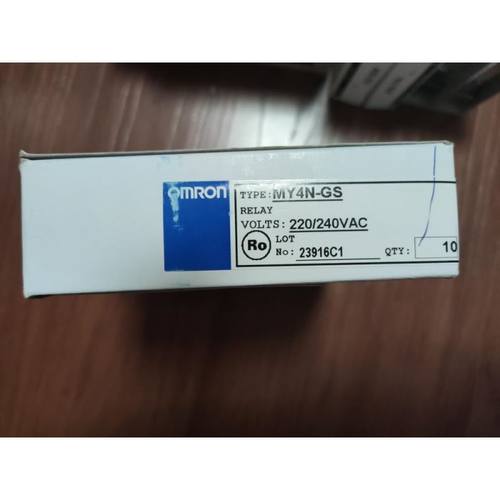 OMRON
TYPE: MY4N-GS
RELAY
VOLTS: 220/240VAC
Ro
LOT
No: 23916C1 QTY: 10